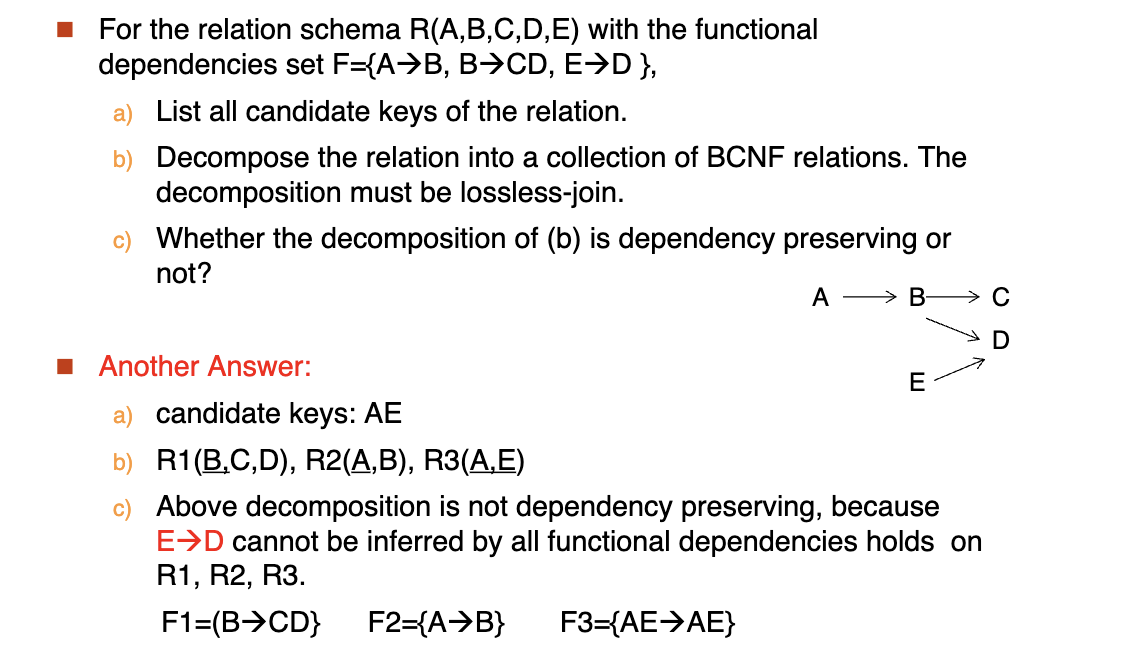 ■ For the relation schema R(A,B,C,D,E) with the functional
dependencies set F={A→B, B→CD, E→D },
a) List all candidate keys of the relation.
b) Decompose the relation into a collection of BCNF relations. The
decomposition must be lossless-join.
c) Whether the decomposition of (b) is dependency preserving or
not?
A → B → C
D
E
■ Another Answer:
a) candidate keys: AE
b) R1(B,C,D), R2(A,B), R3(A,E)
c) Above decomposition is not dependency preserving, because
E→D cannot be inferred by all functional dependencies holds on
R1, R2, R3.
F1=(B→CD} F2={A→B} F3={AE→AE}